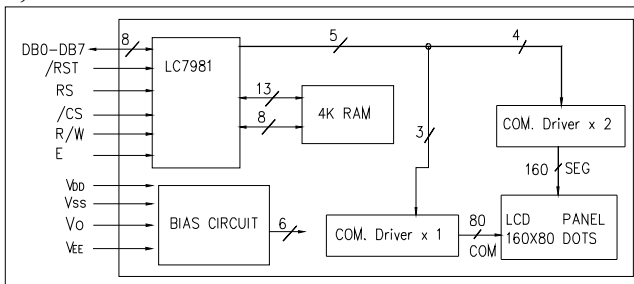 DB0-DB7
8
/RST
RS
/CS
R/W
E
LC7981
5
4
13
8
4K RAM
3
COM. Driver x 2
160 SEG
VDD
VSS
Vo
VEE
BIAS CIRCUIT
6
COM. Driver x 1
80
COM
LCD PANEL
160X80 DOTS